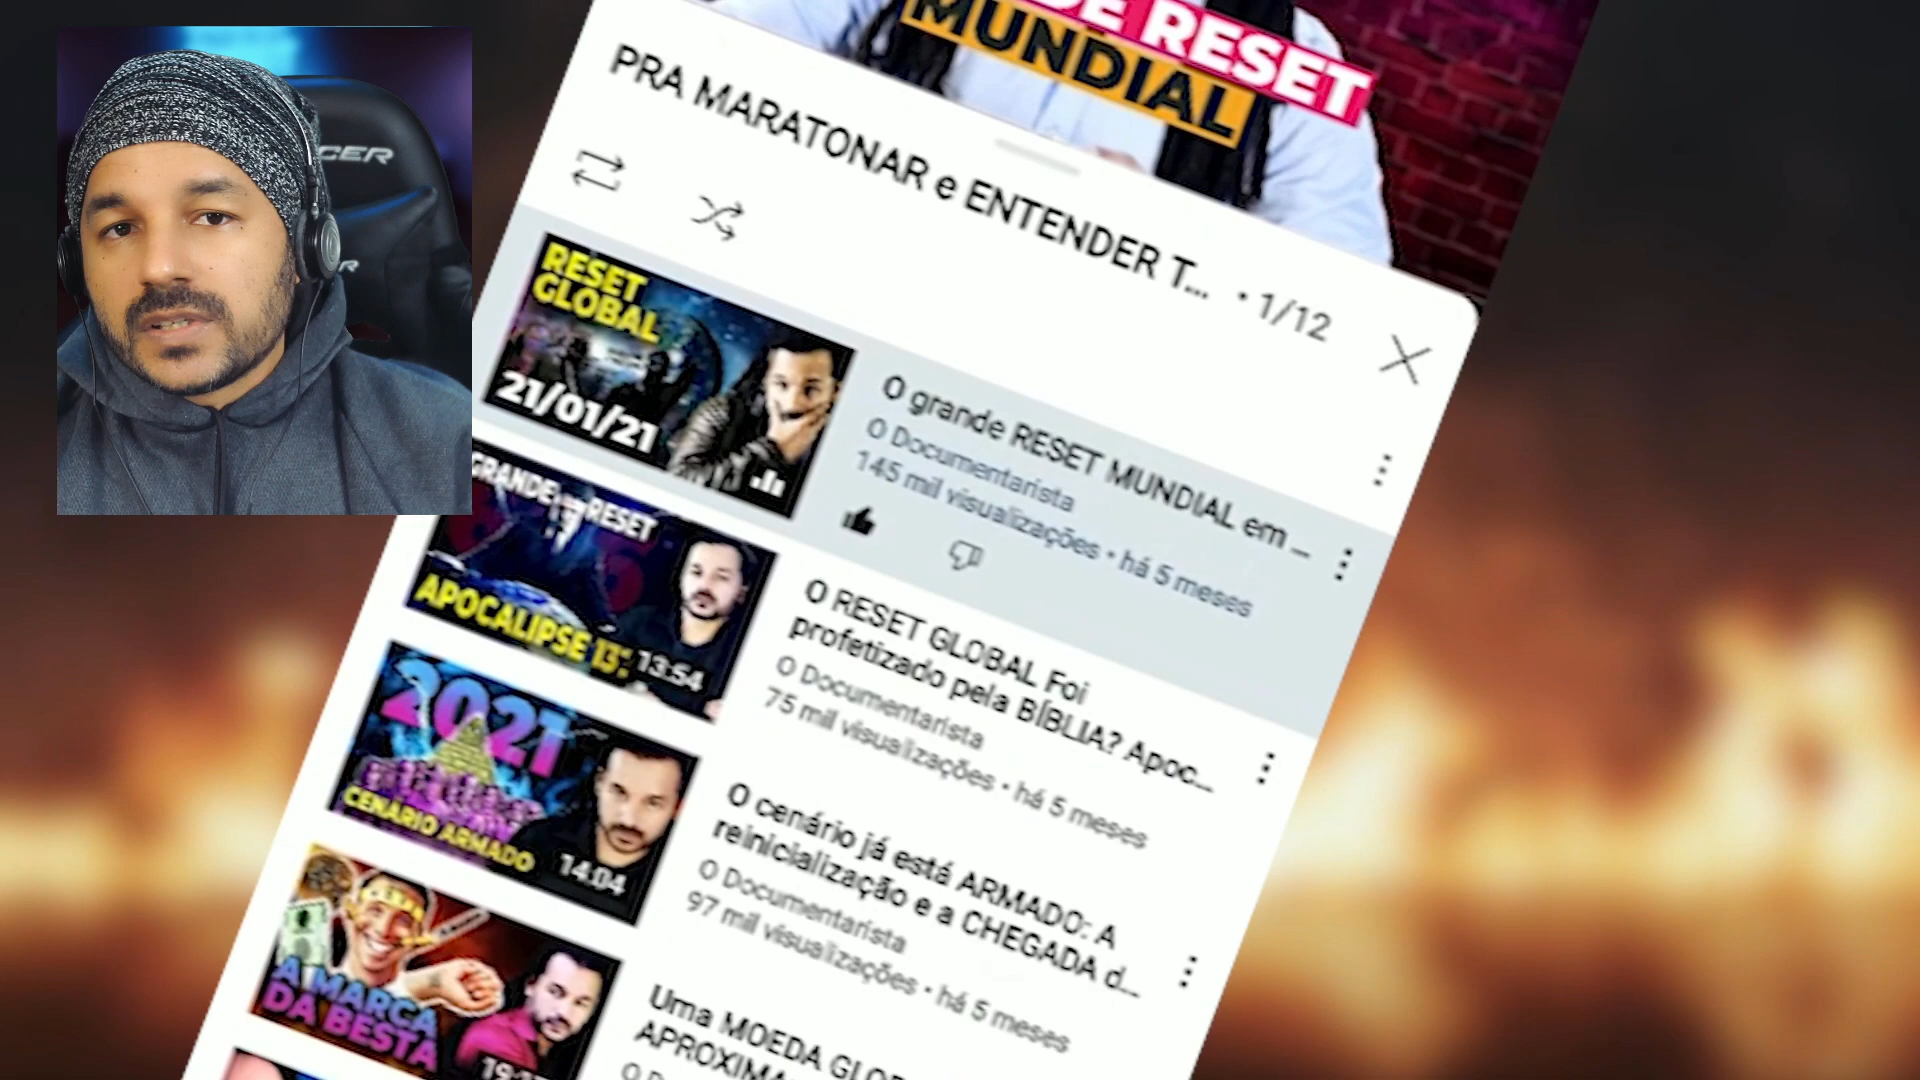 DE RESET
MUNDIAL
PRA MARATONAR e ENTENDER T... • 1/12
RESET
GLOBAL
21/01/21
O grande RESET MUNDIAL em ...
O Documentarista
145 mil visualizações • há 5 meses
GRANDE RESET
APOCALIPSE 13:
13:54
O RESET GLOBAL Foi
profetizado pela BÍBLIA? Apoc...
O Documentarista
75 mil visualizações • há 5 meses
2021
CENÁRIO ARMADO
14:04
O cenário já está ARMADO: A
reinicialização e a CHEGADA d...
O Documentarista
97 mil visualizações • há 5 meses
A MARCA
DA BESTA
Uma MOEDA